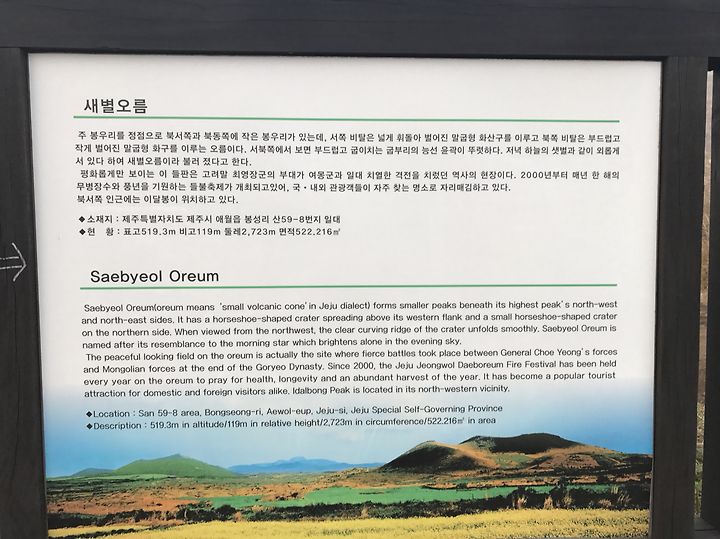 새별오름
주 봉우리를 정점으로 북서쪽과 북동쪽에 작은 봉우리가 있는데, 서쪽 비탈은 넓게 휘돌아 벌어진 말굽형 화산구를 이루고 북쪽 비탈은 부드럽고
작게 벌어진 말굽형 화구를 이루는 오름이다. 서북쪽에서 보면 부드럽고 굽이치는 굼부리의 능선 윤곽이 뚜렷하다. 저녁 하늘의 샛별과 같이 외롭게
서 있다 하여 새별오름이라 불러 졌다고 한다.
평화롭게만 보이는 이 들판은 고려말 최영장군의 부대가 여몽군과 일대 치열한 격전을 치렀던 역사의 현장이다. 2000년부터 매년 한 해의
무병장수와 풍년을 기원하는 들불축제가 개최되고있어, 국·내외 관광객들이 자주 찾는 명소로 자리매김하고 있다.
북서쪽 인근에는 이달봉이 위치하고 있다.
◆소재지 : 제주특별자치도 제주시 애월읍 봉성리 산59-8번지 일대
◆현 황 : 표고519.3m 비고119m 둘레2,723m 면적522.216㎡
Saebyeol Oreum
Saebyeol Oreum(oreum means 'small volcanic cone'in Jeju dialect) forms smaller peaks beneath its highest peak's north-west
and north-east sides. It has a horseshoe-shaped crater spreading above its western flank and a small horseshoe-shaped crater
on the northern side. When viewed from the northwest, the clear curving ridge of the crater unfolds smoothly. Saebyeol Oreum is
named after its resemblance to the morning star which brightens alone in the evening sky.
The peaceful looking field on the oreum is actually the site where fierce battles took place between General Choe Yeong's forces
and Mongolian forces at the end of the Goryeo Dynasty. Since 2000, the Jeju Jeongwol Daeboreum Fire Festival has been held
every year on the oreum to pray for health, longevity and an abundant harvest of the year. It has become a popular tourist
attraction for domestic and foreign visitors alike. Idalbong Peak is located in its north-western vicinity.
◆Location : San 59-8 area, Bongseong-ri, Aewol-eup, Jeju-si, Jeju Special Self-Governing Province
◆Description : 519.3m in altitude/119m in relative height/2,723m in circumference/522.216㎡ in area